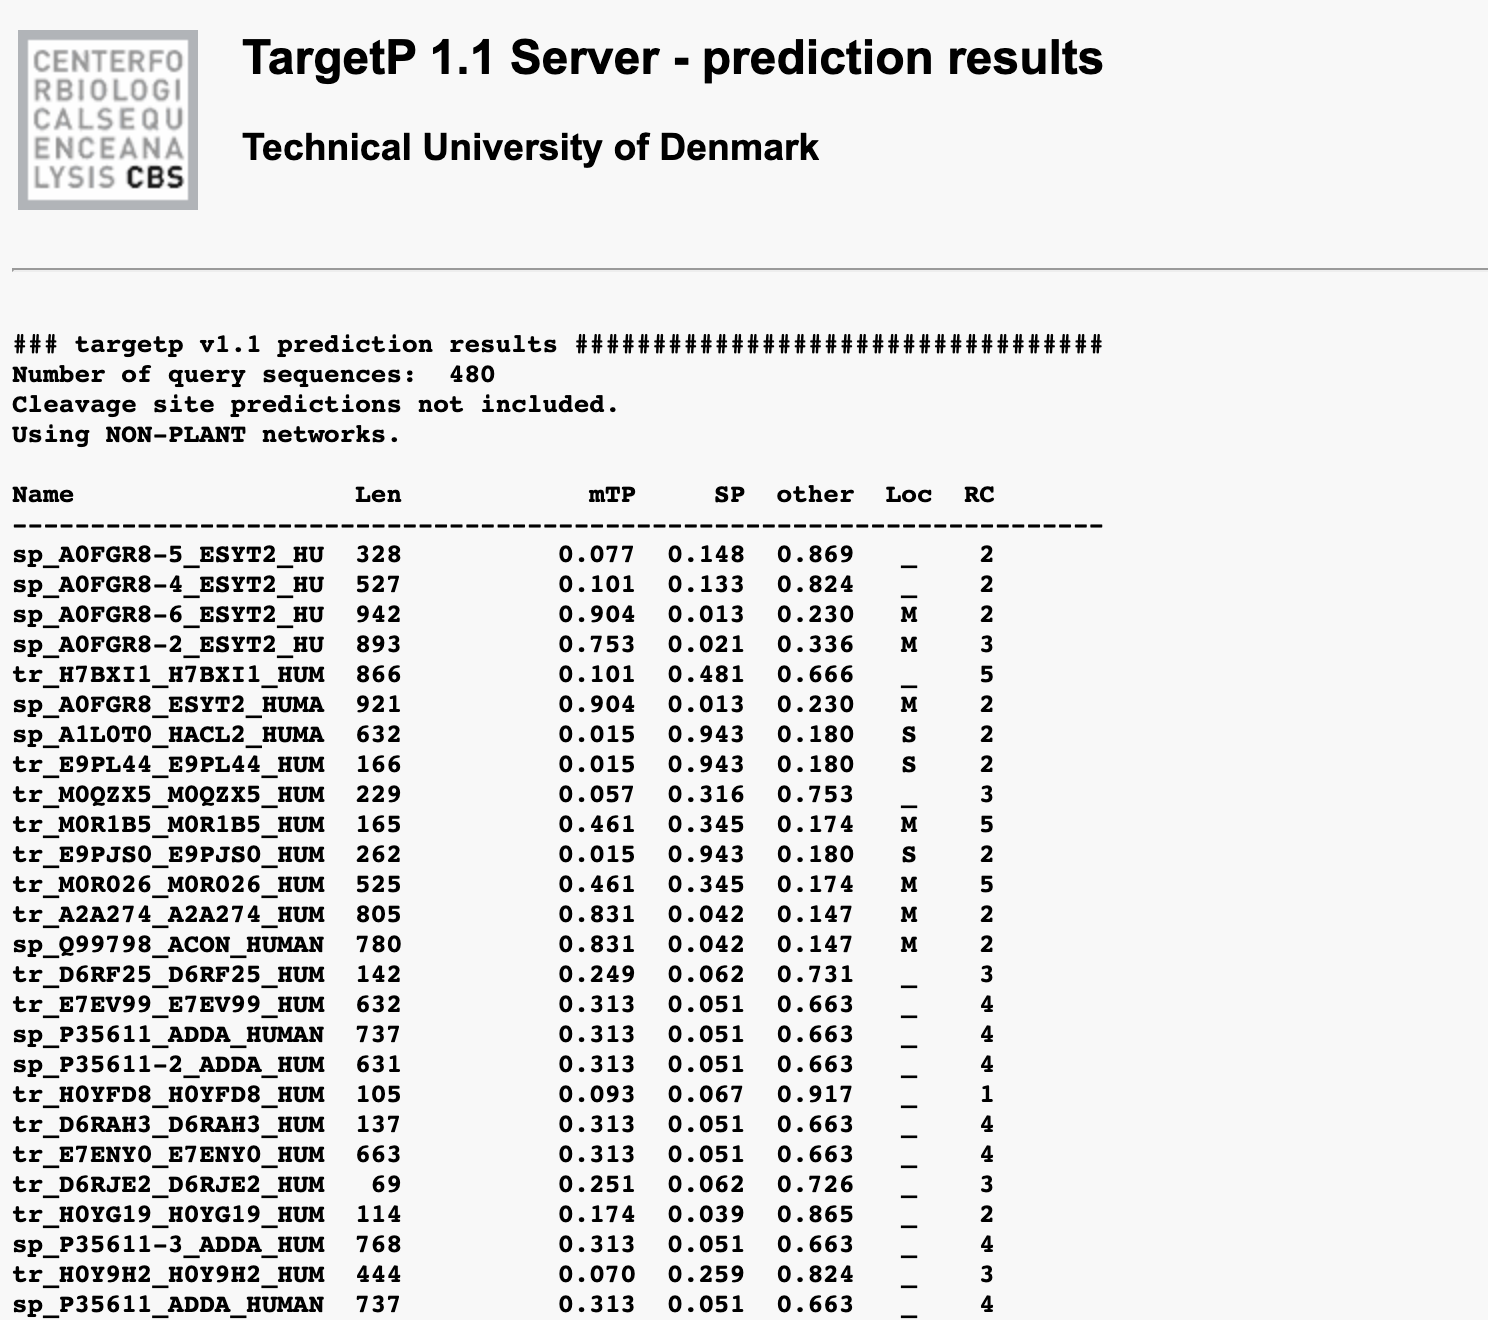 CENTERFO
RBIOLOGI
CALSEQU
ENCEANA
LYSIS CBS
TargetP 1.1 Server - prediction results
Technical University of Denmark
### targetp v1.1 prediction results ##################################
Number of query sequences:  480
Cleavage site predictions not included.
Using NON-PLANT networks.
Name                  Len            mTP     SP  other  Loc  RC
----------------------------------------------------------------------
sp_A0FGR8-5_ESYT2_HU  328          0.077  0.148  0.869   _    2
sp_A0FGR8-4_ESYT2_HU  527          0.101  0.133  0.824   _    2
sp_A0FGR8-6_ESYT2_HU  942          0.904  0.013  0.230   M    2
sp_A0FGR8-2_ESYT2_HU  893          0.753  0.021  0.336   M    3
tr_H7BXI1_H7BXI1_HUM  866          0.101  0.481  0.666   _    5
sp_A0FGR8_ESYT2_HUMA  921          0.904  0.013  0.230   M    2
sp_A1L0T0_HACL2_HUMA  632          0.015  0.943  0.180   S    2
tr_E9PL44_E9PL44_HUM  166          0.015  0.943  0.180   S    2
tr_M0QZX5_M0QZX5_HUM  229          0.057  0.316  0.753   _    3
tr_M0R1B5_M0R1B5_HUM  165          0.461  0.345  0.174   M    5
tr_E9PJS0_E9PJS0_HUM  262          0.015  0.943  0.180   S    2
tr_M0R026_M0R026_HUM  525          0.461  0.345  0.174   M    5
tr_A2A274_A2A274_HUM  805          0.831  0.042  0.147   M    2
sp_Q99798_ACON_HUMAN  780          0.831  0.042  0.147   M    2
tr_D6RF25_D6RF25_HUM  142          0.249  0.062  0.731   _    3
tr_E7EV99_E7EV99_HUM  632          0.313  0.051  0.663   _    4
sp_P35611_ADDA_HUMAN  737          0.313  0.051  0.663   _    4
sp_P35611-2_ADDA_HUM  631          0.313  0.051  0.663   _    4
tr_H0YFD8_H0YFD8_HUM  105          0.093  0.067  0.917   _    1
tr_D6RAH3_D6RAH3_HUM  137          0.313  0.051  0.663   _    4
tr_E7ENY0_E7ENY0_HUM  663          0.313  0.051  0.663   _    4
tr_D6RJE2_D6RJE2_HUM   69          0.251  0.062  0.726   _    3
tr_H0YG19_H0YG19_HUM  114          0.174  0.039  0.865   _    2
sp_P35611-3_ADDA_HUM  768          0.313  0.051  0.663   _    4
tr_H0Y9H2_H0Y9H2_HUM  444          0.070  0.259  0.824   _    3
sp_P35611_ADDA_HUMAN  737          0.313  0.051  0.663   _    4